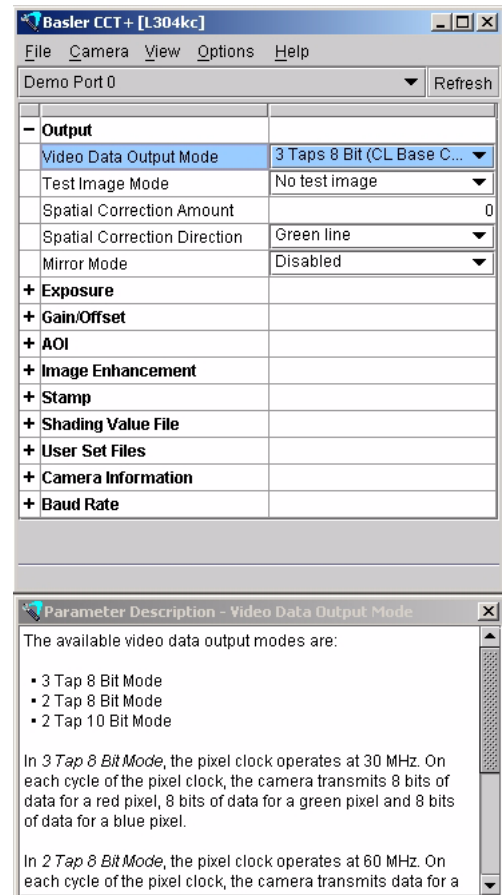 Basler CCT+ [L304kc]
File Camera View Options Help
Demo Port 0 Refresh
Output
Video Data Output Mode 3 Taps 8 Bit (CL Base C...
Test Image Mode No test image
Spatial Correction Amount 0
Spatial Correction Direction Green line
Mirror Mode Disabled
+ Exposure
+ Gain/Offset
+ AOI
+ Image Enhancement
+ Stamp
+ Shading Value File
+ User Set Files
+ Camera Information
+ Baud Rate
Parameter Description - Video Data Output Mode
The available video data output modes are:
▪ 3 Tap 8 Bit Mode
▪ 2 Tap 8 Bit Mode
▪ 2 Tap 10 Bit Mode
In 3 Tap 8 Bit Mode, the pixel clock operates at 30 MHz. On
each cycle of the pixel clock, the camera transmits 8 bits of
data for a red pixel, 8 bits of data for a green pixel and 8 bits
of data for a blue pixel.
In 2 Tap 8 Bit Mode, the pixel clock operates at 60 MHz. On
each cycle of the pixel clock, the camera transmits data for a